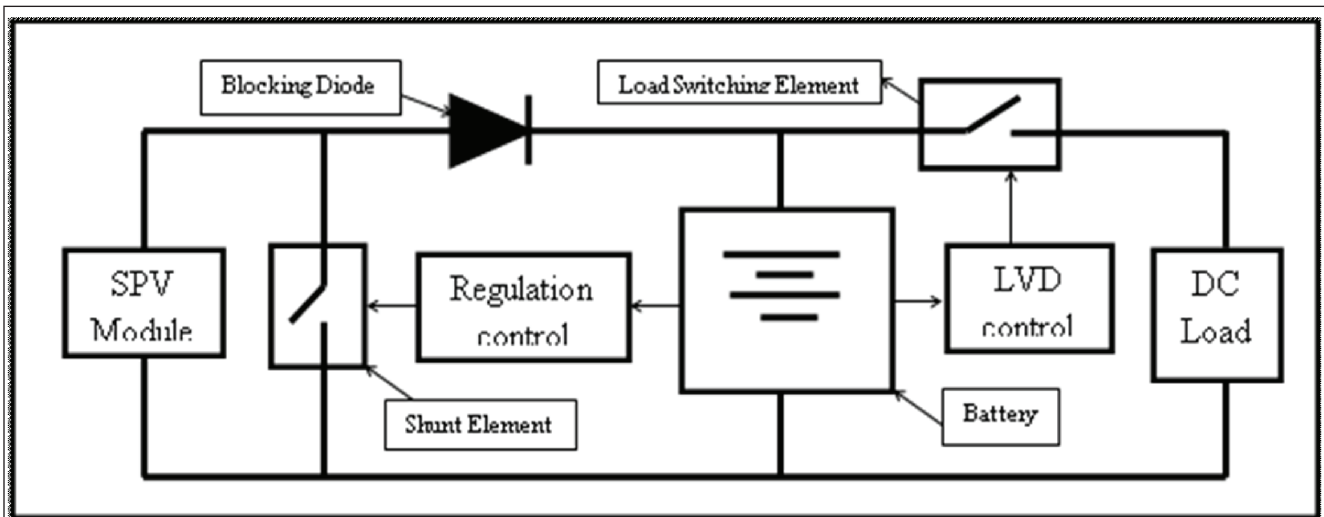 Blocking Diode
Load Switching Element
SPV
Module
Regulation
control
LVD
control
DC
Load
Shunt Element
Battery